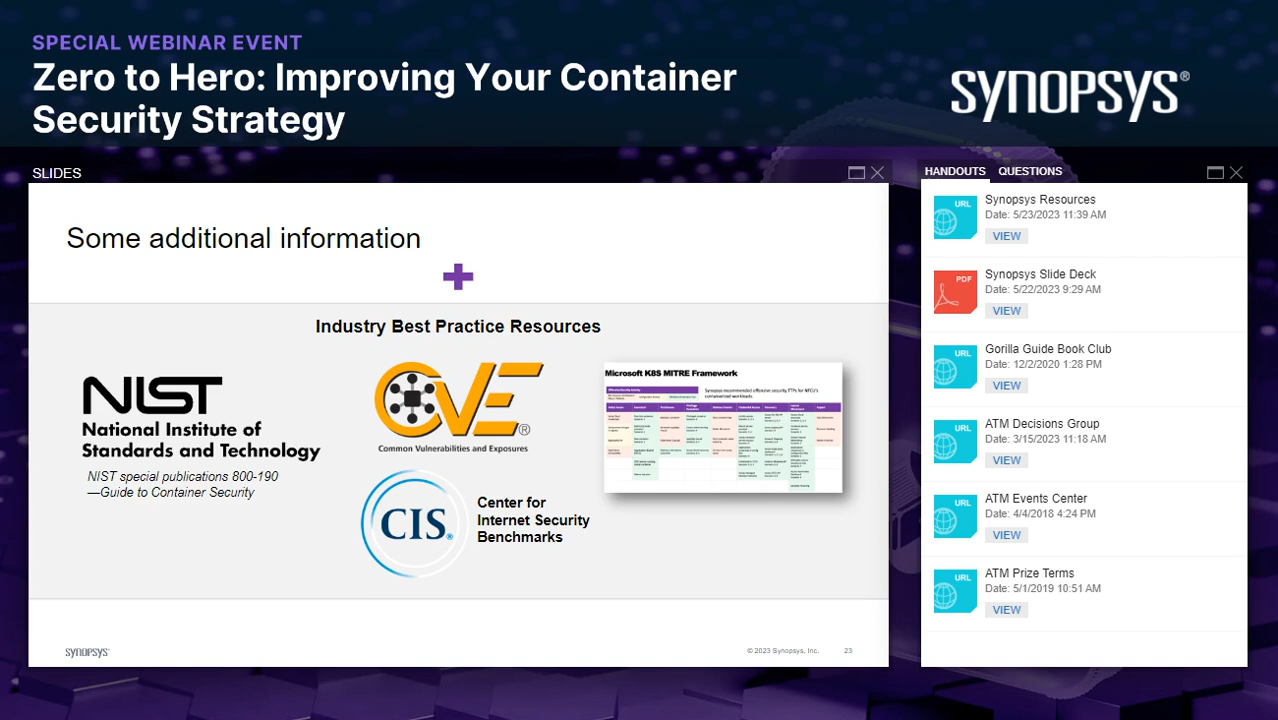 SPECIAL WEBINAR EVENT
Zero to Hero: Improving Your Container
Security Strategy
SYNOPSYS®
SLIDES
Some additional information
Industry Best Practice Resources
NIST
National Institute of
Standards and Technology
NIST special publications 800-190
—Guide to Container Security
CVE®
Common Vulnerabilities and Exposures
CIS®
Center for
Internet Security
Benchmarks
Microsoft K8S MITRE Framework
SYNOPSYS®
© 2023 Synopsys, Inc.
23
HANDOUTS QUESTIONS
URL
Synopsys Resources
Date: 5/23/2023 11:39 AM
VIEW
PDF
Synopsys Slide Deck
Date: 5/22/2023 9:29 AM
VIEW
URL
Gorilla Guide Book Club
Date: 12/2/2020 1:28 PM
VIEW
URL
ATM Decisions Group
Date: 3/15/2023 11:18 AM
VIEW
URL
ATM Events Center
Date: 4/4/2018 4:24 PM
VIEW
URL
ATM Prize Terms
Date: 5/1/2019 10:51 AM
VIEW